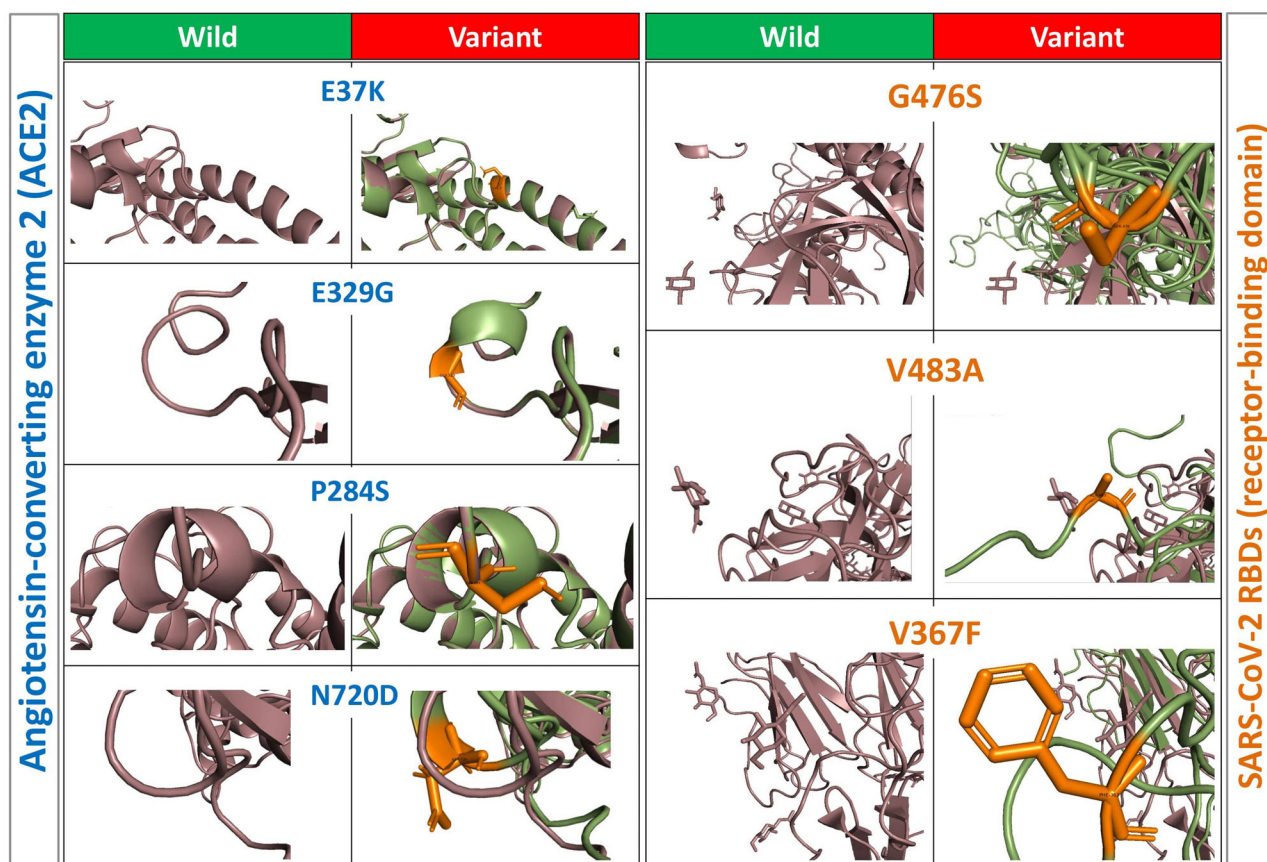 Angiotensin-converting enzyme 2 (ACE2)
Wild
Variant
E37K
E329G
P284S
N720D
Wild
Variant
G476S
V483A
V367F
SARS-CoV-2 RBDs (receptor-binding domain)